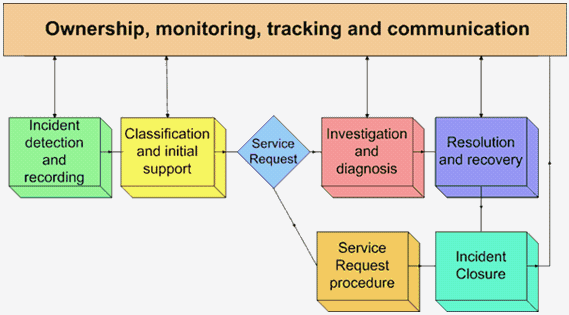 Ownership, monitoring, tracking and communication
Incident
detection
and
recording
Classification
and initial
support
Service
Request
Investigation
and
diagnosis
Resolution
and recovery
Service
Request
procedure
Incident
Closure